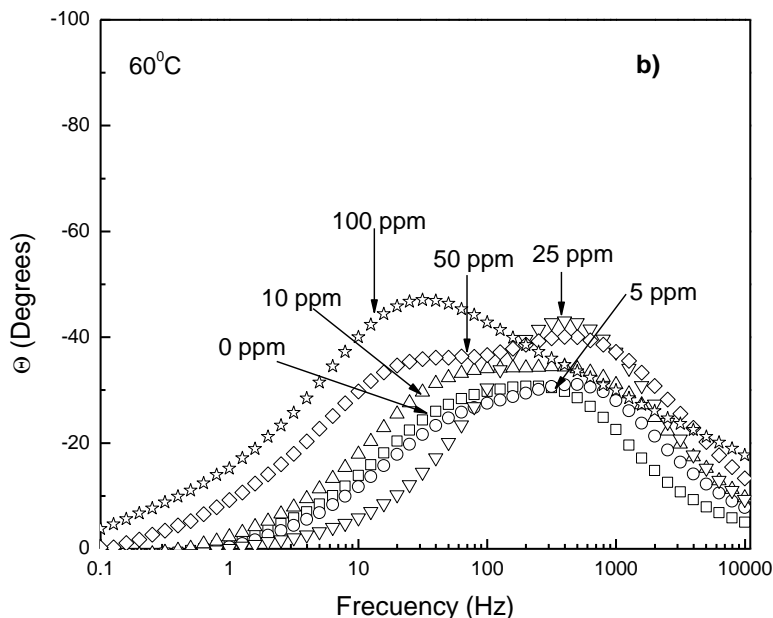 -100
60⁰C
b)
-80
-60
100 ppm
50 ppm
25 ppm
5 ppm
10 ppm
-40
0 ppm
-20
0
0.1
1
10
100
1000
10000
Θ (Degrees)
Frecuency (Hz)